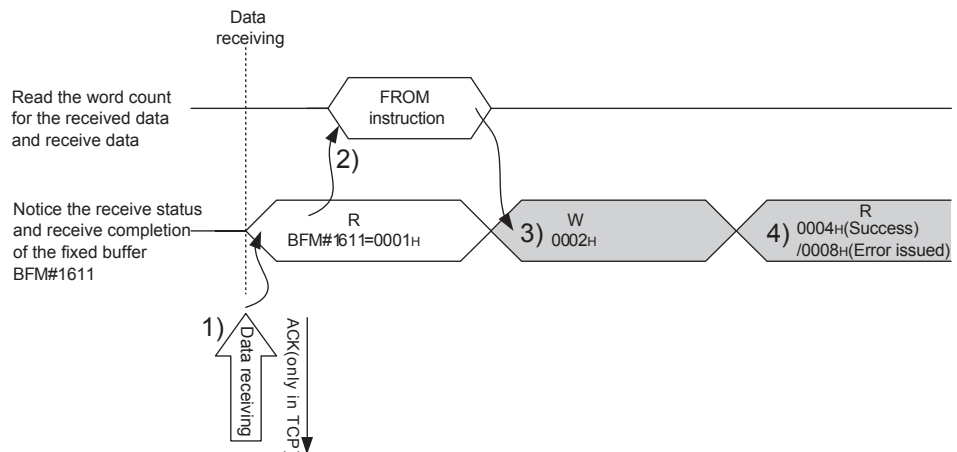 Data
receiving
Read the word count
for the received data
and receive data
FROM
instruction
2)
Notice the receive status
and receive completion
of the fixed buffer
BFM#1611
R
BFM#1611=0001H
3)
W
0002H
4)
R
0004H(Success)
/0008H(Error issued)
1)
Data receiving
ACK(only in TCP)